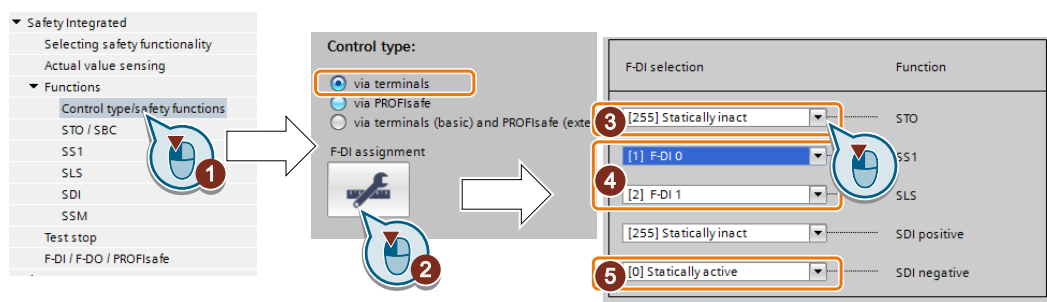 Safety Integrated
Selecting safety functionality
Actual value sensing
Functions
Control type/safety functions
STO / SBC
SS1
SLS
SDI
SSM
Test stop
F-DI / F-DO / PROFIsafe
1
Control type:
via terminals
via PROFIsafe
via terminals (basic) and PROFIsafe (exte
F-DI assignment
2
F-DI selection
Function
3
[255] Statically inact
STO
4
[1] F-DI 0
SS1
[2] F-DI 1
SLS
[255] Statically inact
SDI positive
5
[0] Statically active
SDI negative